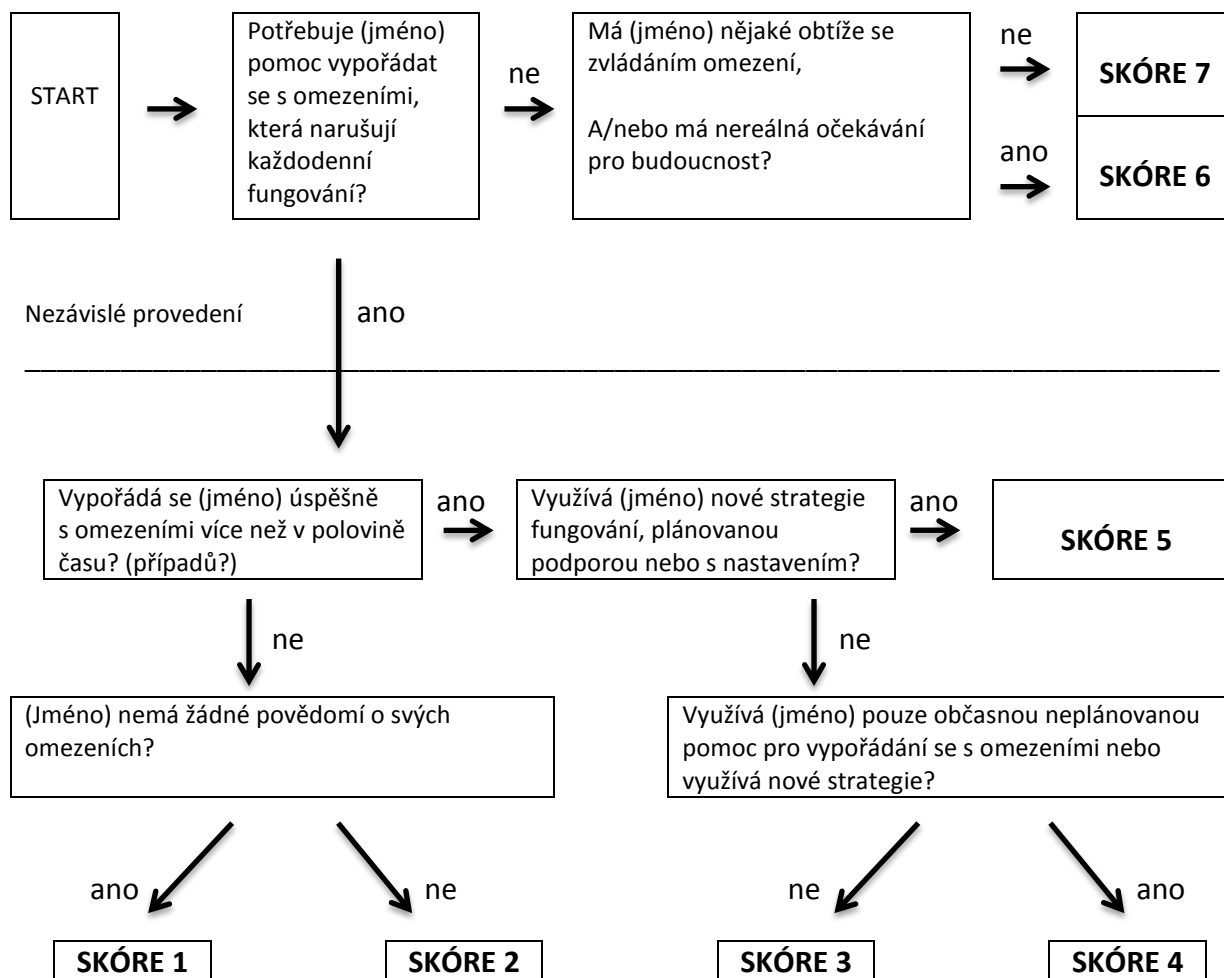 START
Potřebuje (jméno)
pomoc vypořádat
se s omezeními,
která narušují
každodenní
fungování?
ne
Má (jméno) nějaké obtíže se
zvládáním omezení,
A/nebo má nereálná očekávání
pro budoucnost?
ne
SKÓRE 7
ano
SKÓRE 6
Nezávislé provedení
ano
Vypořádá se (jméno) úspěšně
s omezeními více než v polovině
času? (případů?)
ano
Využívá (jméno) nové strategie
fungování, plánovanou
podporou nebo s nastavením?
ano
SKÓRE 5
ne
ne
(Jméno) nemá žádné povědomí o svých
omezeních?
Využívá (jméno) pouze občasnou neplánovanou
pomoc pro vypořádání se s omezeními nebo
využívá nové strategie?
ano
ne
ne
ano
SKÓRE 1
SKÓRE 2
SKÓRE 3
SKÓRE 4